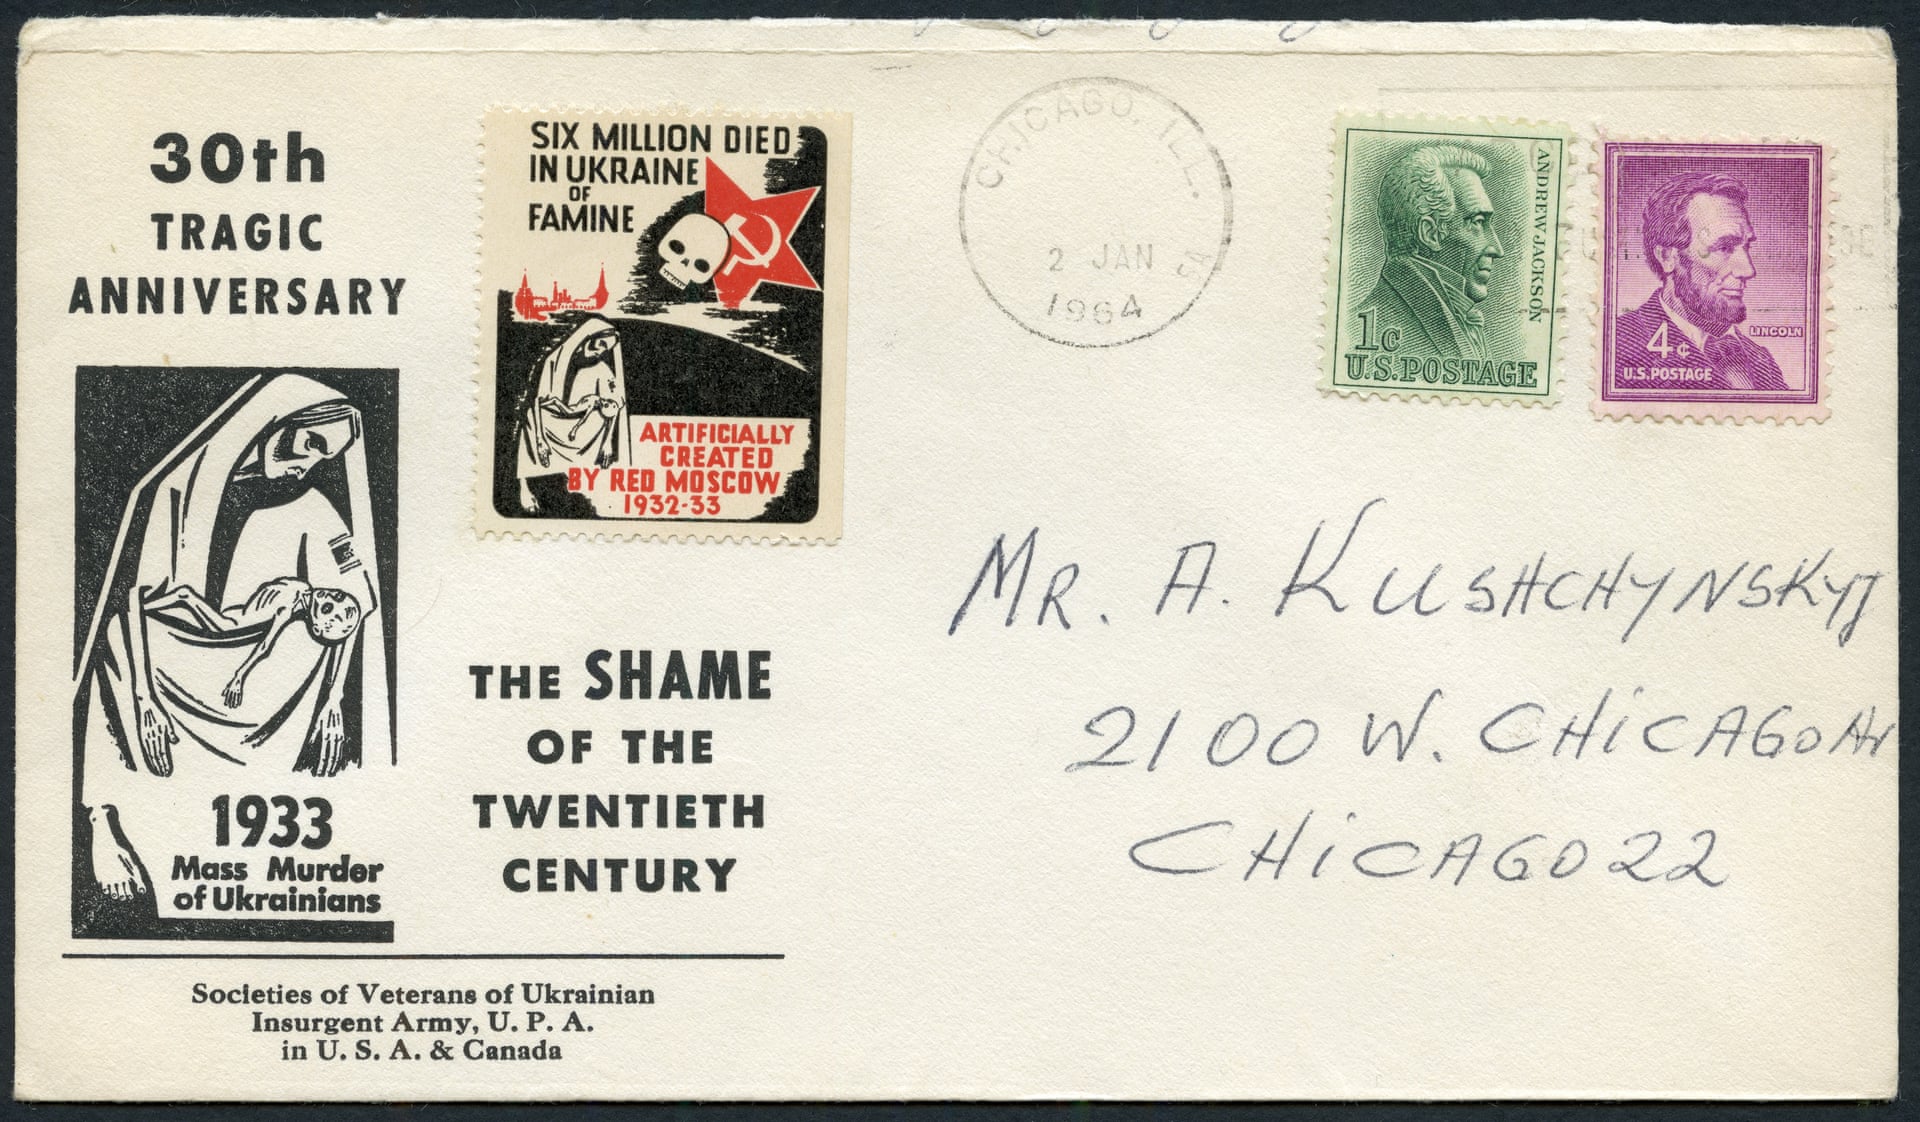 30th
TRAGIC
ANNIVERSARY
SIX MILLION DIED
IN UKRAINE
OF
FAMINE
ARTIFICIALLY
CREATED
BY RED MOSCOW
1932-33
CHICAGO, ILL.
2 JAN
1964
ANDREW JACKSON
1c
U.S.POSTAGE
LINCOLN
4¢
U.S. POSTAGE
MR. A. KUSHCHYNSKYJ
2100 W. CHICAGO AV
CHICAGO 22
THE SHAME
OF THE
TWENTIETH
CENTURY
1933
Mass Murder
of Ukrainians
Societies of Veterans of Ukrainian
Insurgent Army, U. P. A.
in U. S. A. & Canada